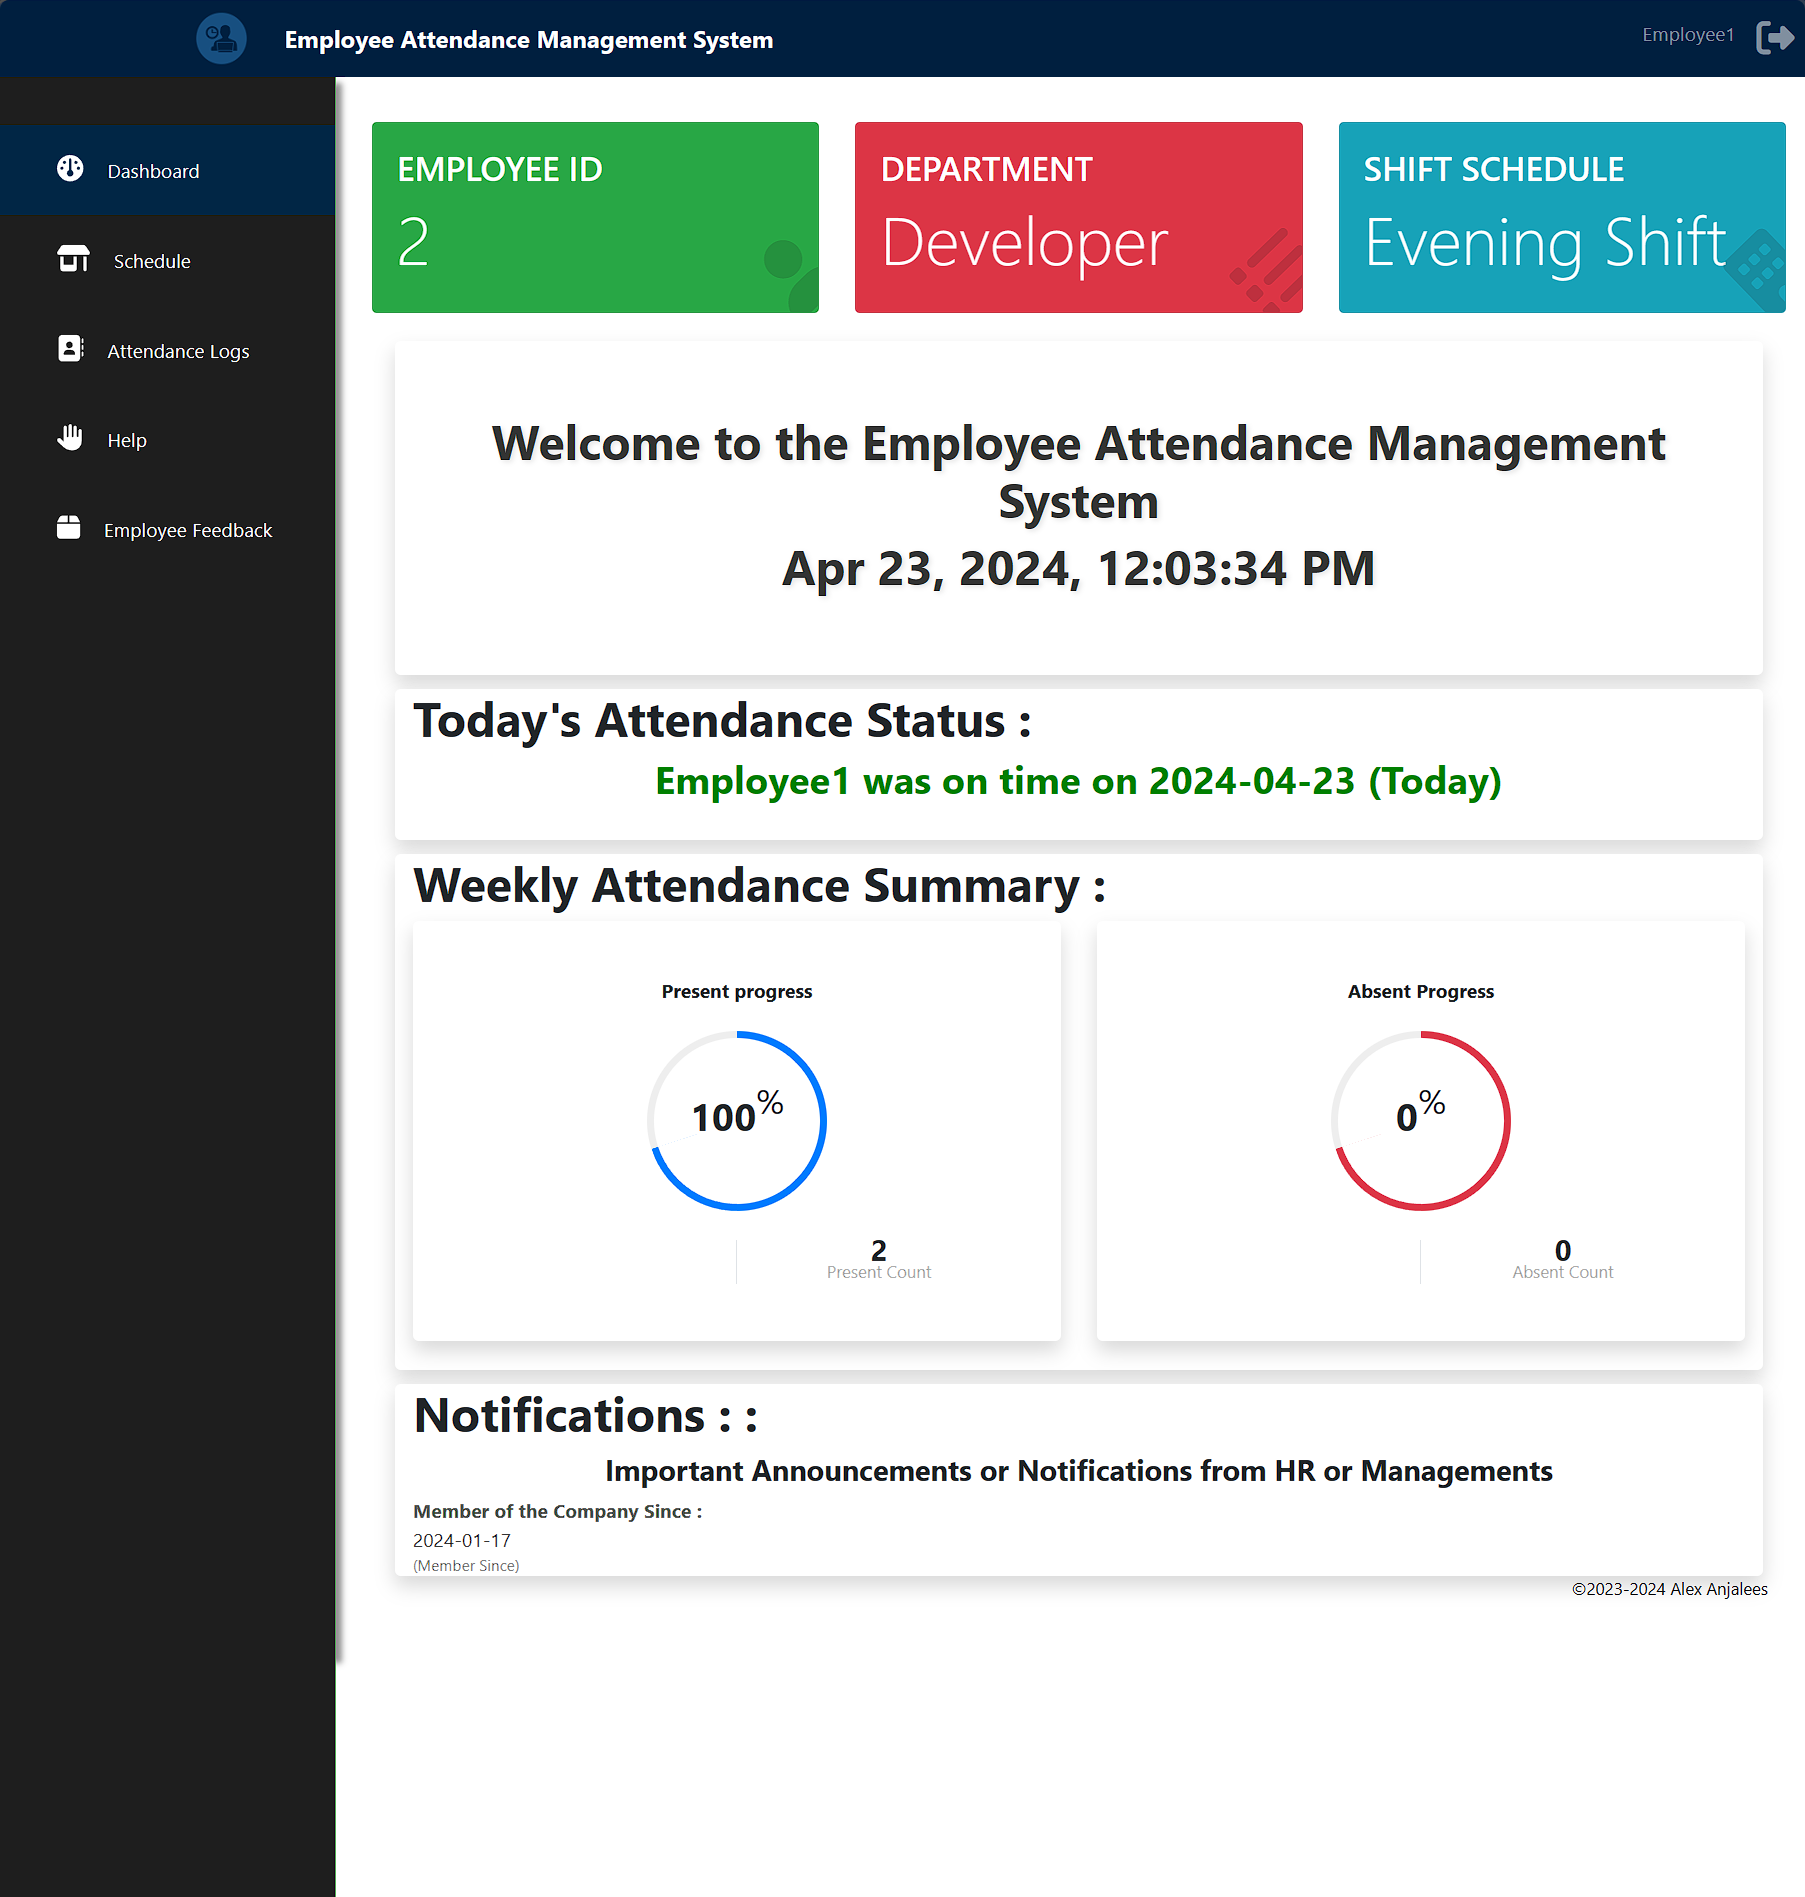 Employee Attendance Management System
Employee1
Dashboard
Schedule
Attendance Logs
Help
Employee Feedback
EMPLOYEE ID
2
DEPARTMENT
Developer
SHIFT SCHEDULE
Evening Shift
Welcome to the Employee Attendance Management
System
Apr 23, 2024, 12:03:34 PM
Today's Attendance Status :
Employee1 was on time on 2024-04-23 (Today)
Weekly Attendance Summary :
Present progress
100%
2
Present Count
Absent Progress
0%
0
Absent Count
Notifications : :
Important Announcements or Notifications from HR or Managements
Member of the Company Since :
2024-01-17
(Member Since)
©2023-2024 Alex Anjalees